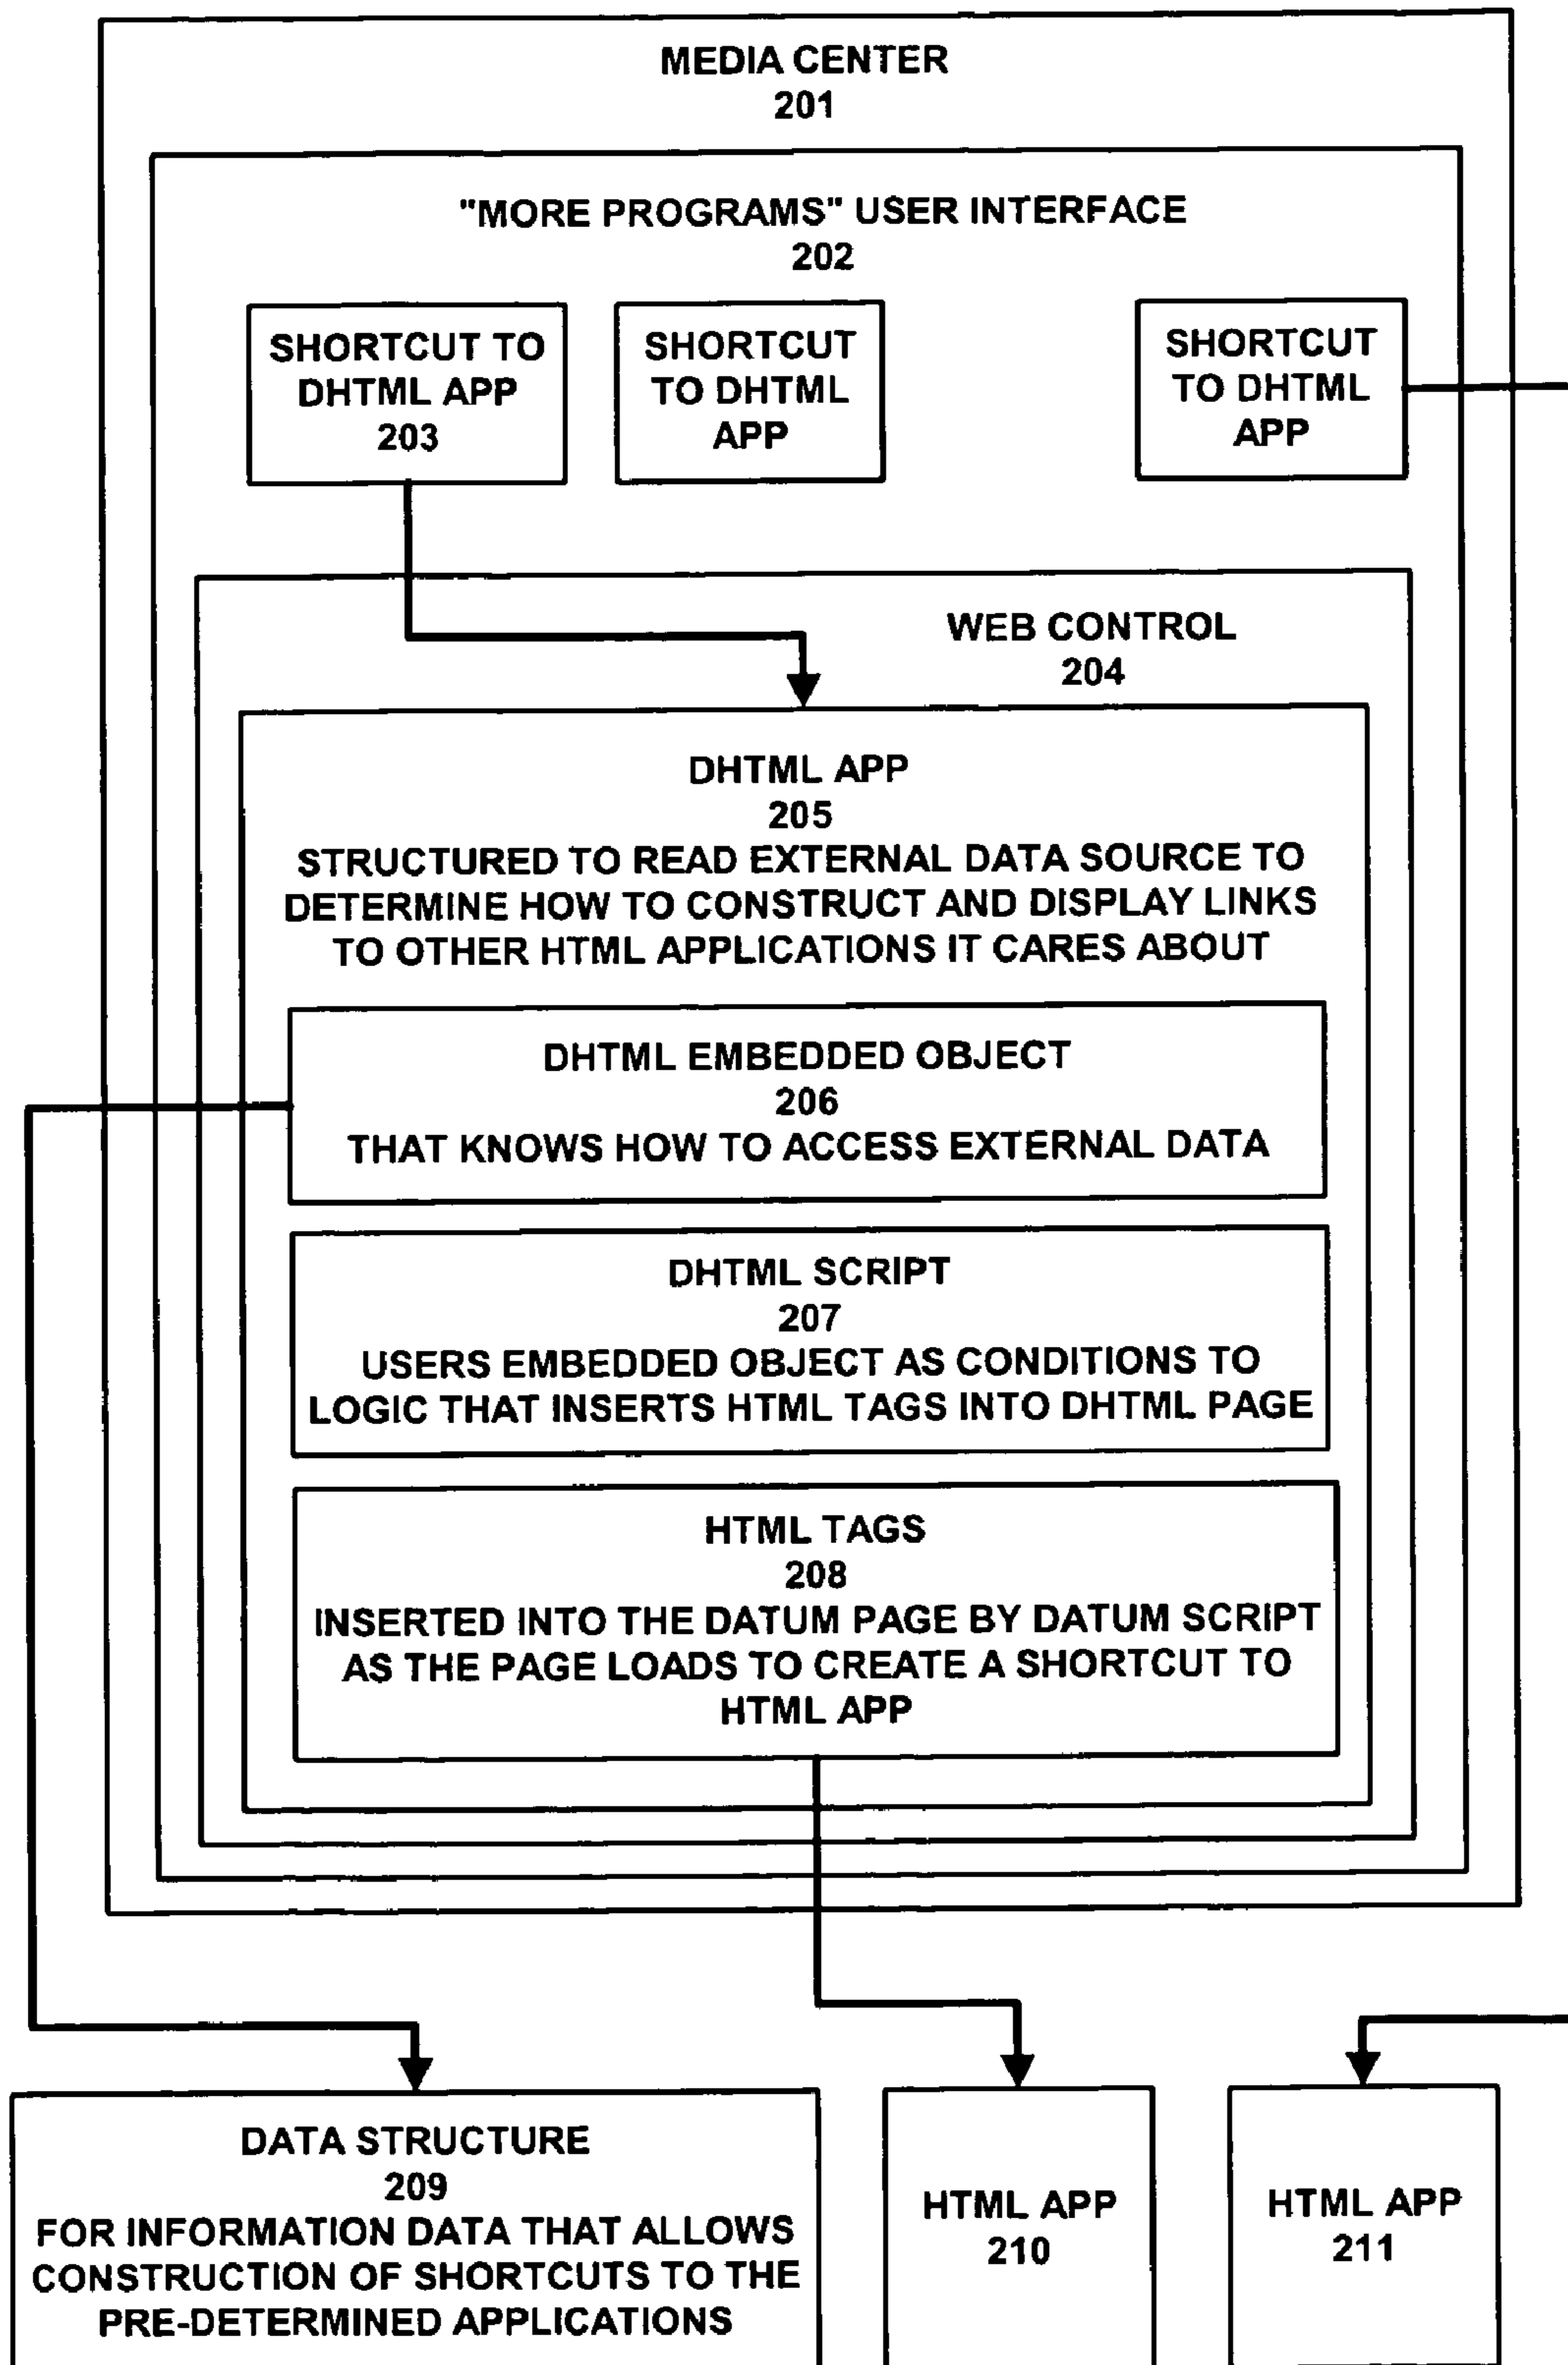 MEDIA CENTER
201
"MORE PROGRAMS" USER INTERFACE
202
SHORTCUT TO
DHTML APP
203
SHORTCUT
TO DHTML
APP
SHORTCUT
TO DHTML
APP
WEB CONTROL
204
DHTML APP
205
STRUCTURED TO READ EXTERNAL DATA SOURCE TO
DETERMINE HOW TO CONSTRUCT AND DISPLAY LINKS
TO OTHER HTML APPLICATIONS IT CARES ABOUT
DHTML EMBEDDED OBJECT
206
THAT KNOWS HOW TO ACCESS EXTERNAL DATA
DHTML SCRIPT
207
USERS EMBEDDED OBJECT AS CONDITIONS TO
LOGIC THAT INSERTS HTML TAGS INTO DHTML PAGE
HTML TAGS
208
INSERTED INTO THE DATUM PAGE BY DATUM SCRIPT
AS THE PAGE LOADS TO CREATE A SHORTCUT TO
HTML APP
DATA STRUCTURE
209
FOR INFORMATION DATA THAT ALLOWS
CONSTRUCTION OF SHORTCUTS TO THE
PRE-DETERMINED APPLICATIONS
HTML APP
210
HTML APP
211